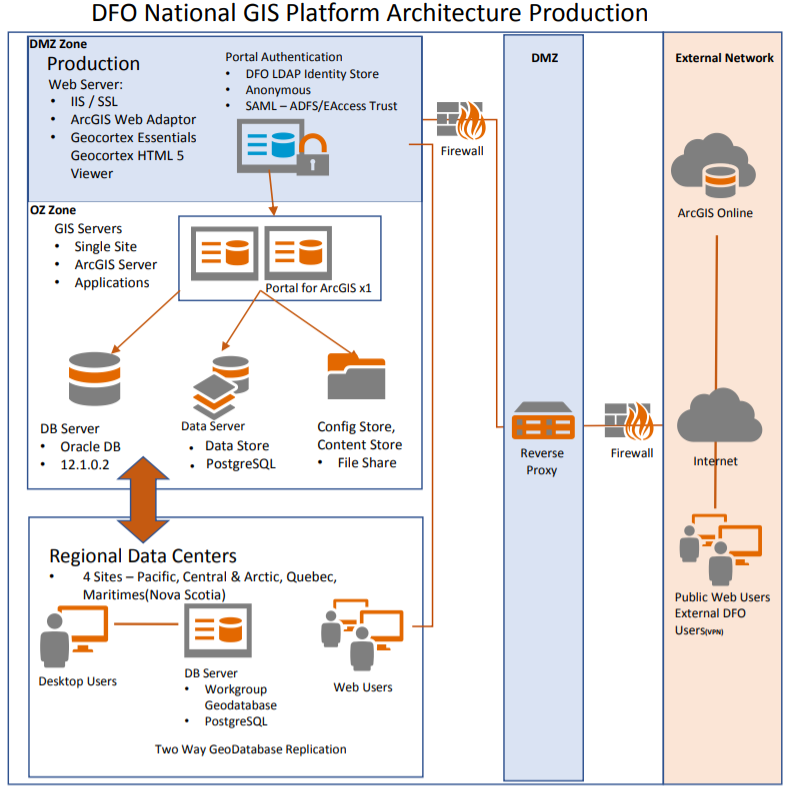 DFO National GIS Platform Architecture Production
DMZ Zone
Production
Web Server:
• IIS / SSL
• ArcGIS Web Adaptor
• Geocortex Essentials
Geocortex HTML 5
Viewer
Portal Authentication
• DFO LDAP Identity Store
• Anonymous
• SAML – ADFS/EAccess Trust
Firewall
DMZ
External Network
ArcGIS Online
OZ Zone
GIS Servers
• Single Site
• ArcGIS Server
• Applications
Portal for ArcGIS x1
DB Server
• Oracle DB
• 12.1.0.2
Data Server
• Data Store
• PostgreSQL
Config Store,
Content Store
• File Share
Reverse
Proxy
Firewall
Internet
Public Web Users
External DFO
Users(VPN)
Regional Data Centers
• 4 Sites – Pacific, Central & Arctic, Quebec,
Maritimes(Nova Scotia)
Desktop Users
DB Server
• Workgroup
Geodatabase
• PostgreSQL
Web Users
Two Way GeoDatabase Replication